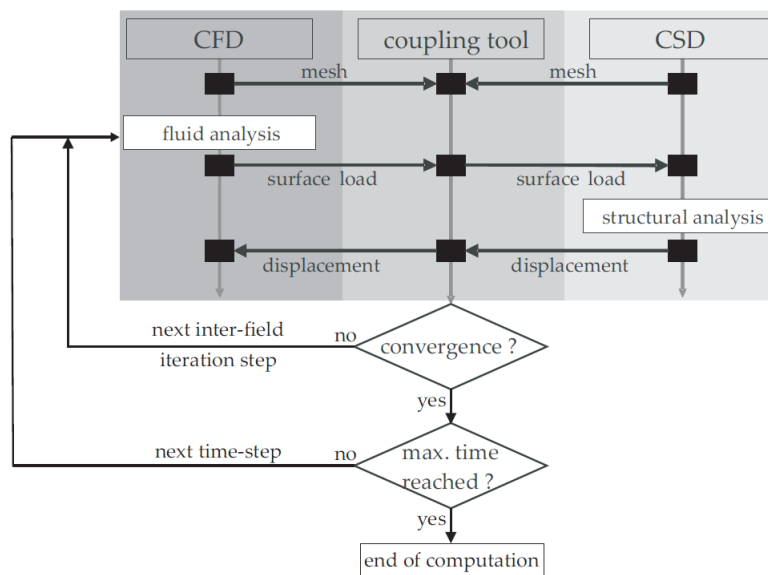 CFD
coupling tool
CSD
mesh
mesh
fluid analysis
surface load
surface load
structural analysis
displacement
displacement
next inter-field
iteration step
no
convergence ?
yes
next time-step
no
max. time
reached ?
yes
end of computation